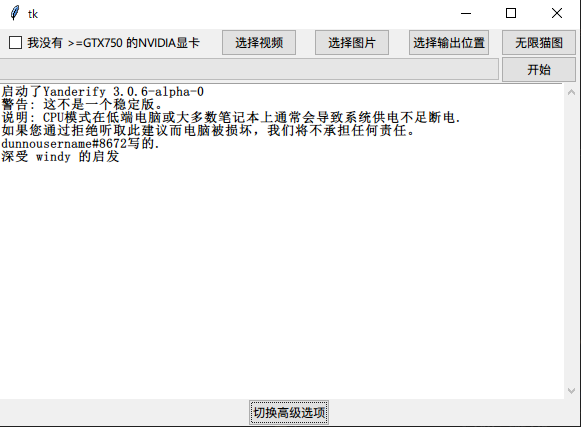 tk
我没有 >=GTX750 的NVIDIA显卡 选择视频 选择图片 选择输出位置 无限猫图
开始
启动了Yanderify 3.0.6-alpha-0
警告: 这不是一个稳定版。
说明: CPU模式在低端电脑或大多数笔记本上通常会导致系统供电不足断电.
如果您通过拒绝听取此建议而电脑被损坏，我们将不承担任何责任。
dunnousername#8672写的.
深受 windy 的启发
切换高级选项